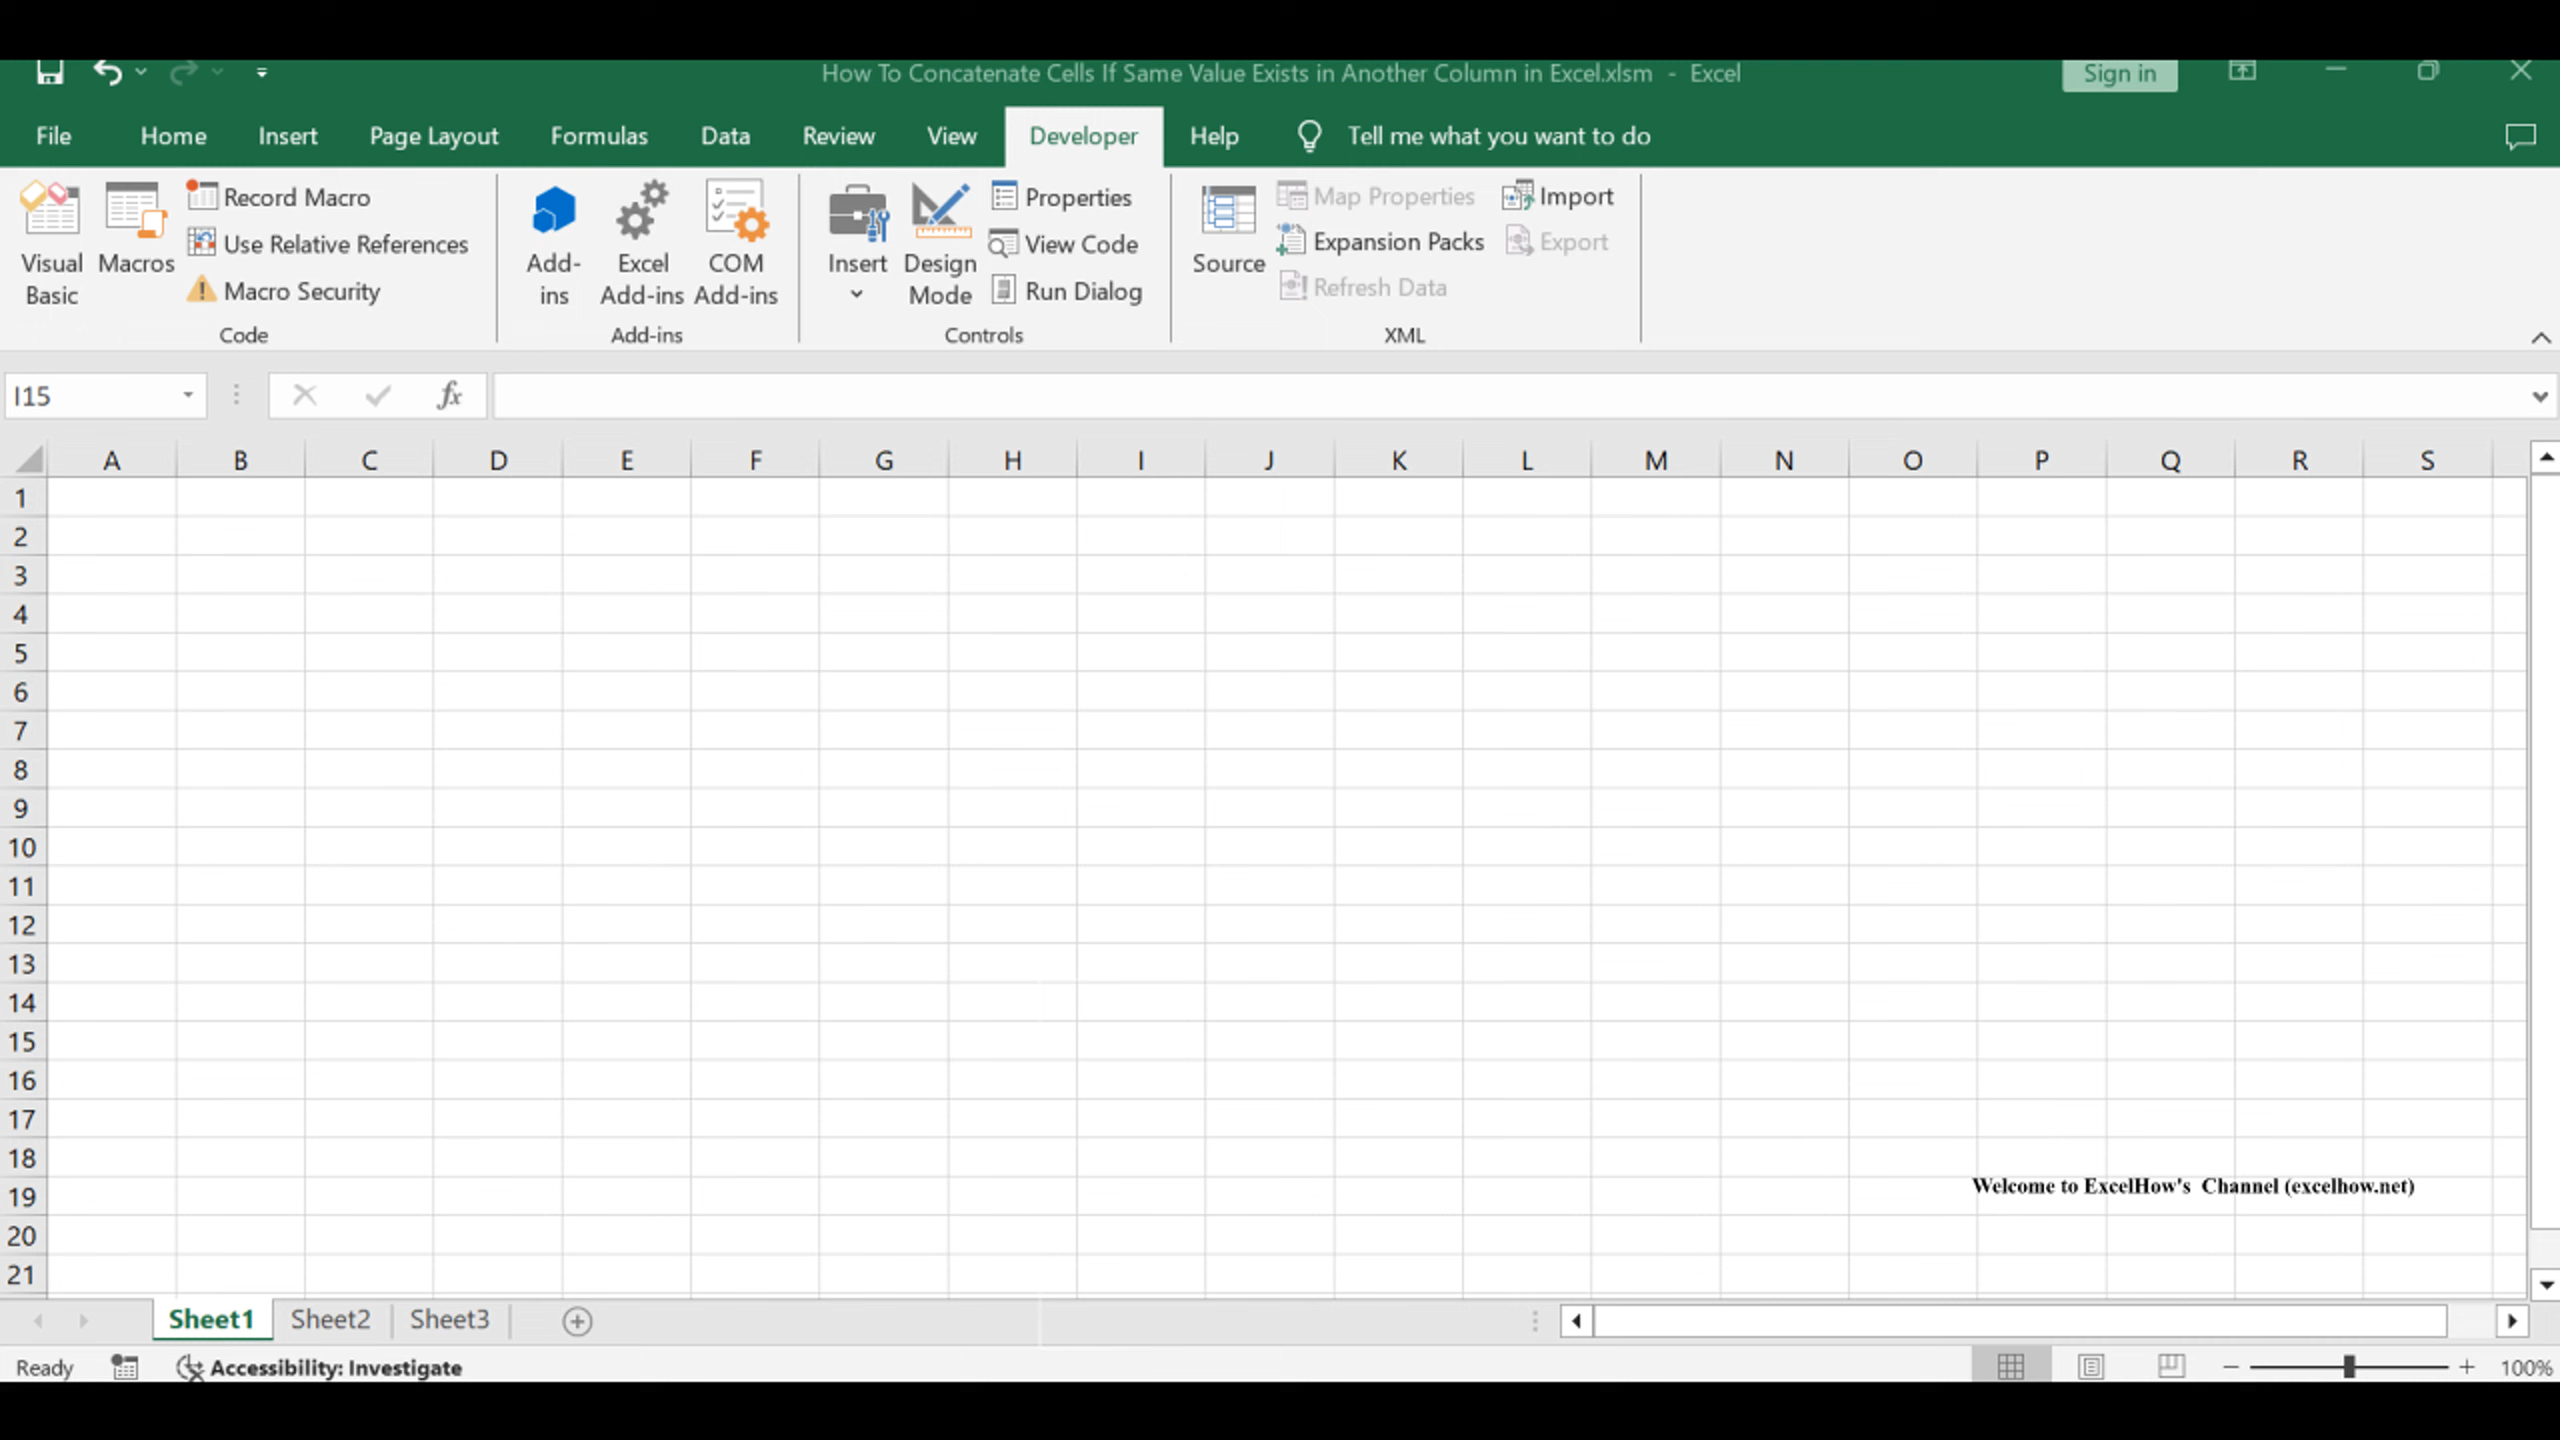 How To Concatenate Cells If Same Value Exists in Another Column in Excel.xlsm - Excel
Sign in
File Home Insert Page Layout Formulas Data Review View Developer Help Tell me what you want to do
Visual Basic
Macros
Record Macro
Use Relative References
Macro Security
Code
Add-ins
Excel Add-ins
COM Add-ins
Add-ins
Insert
Design Mode
Properties
View Code
Run Dialog
Controls
Source
Map Properties
Expansion Packs
Refresh Data
Import
Export
XML
I15
fx
A B C D E F G H I J K L M N O P Q R S
1
2
3
4
5
6
7
8
9
10
11
12
13
14
15
16
17
18
19
Welcome to ExcelHow's Channel (excelhow.net)
20
21
Sheet1 Sheet2 Sheet3
Ready
Accessibility: Investigate
100%